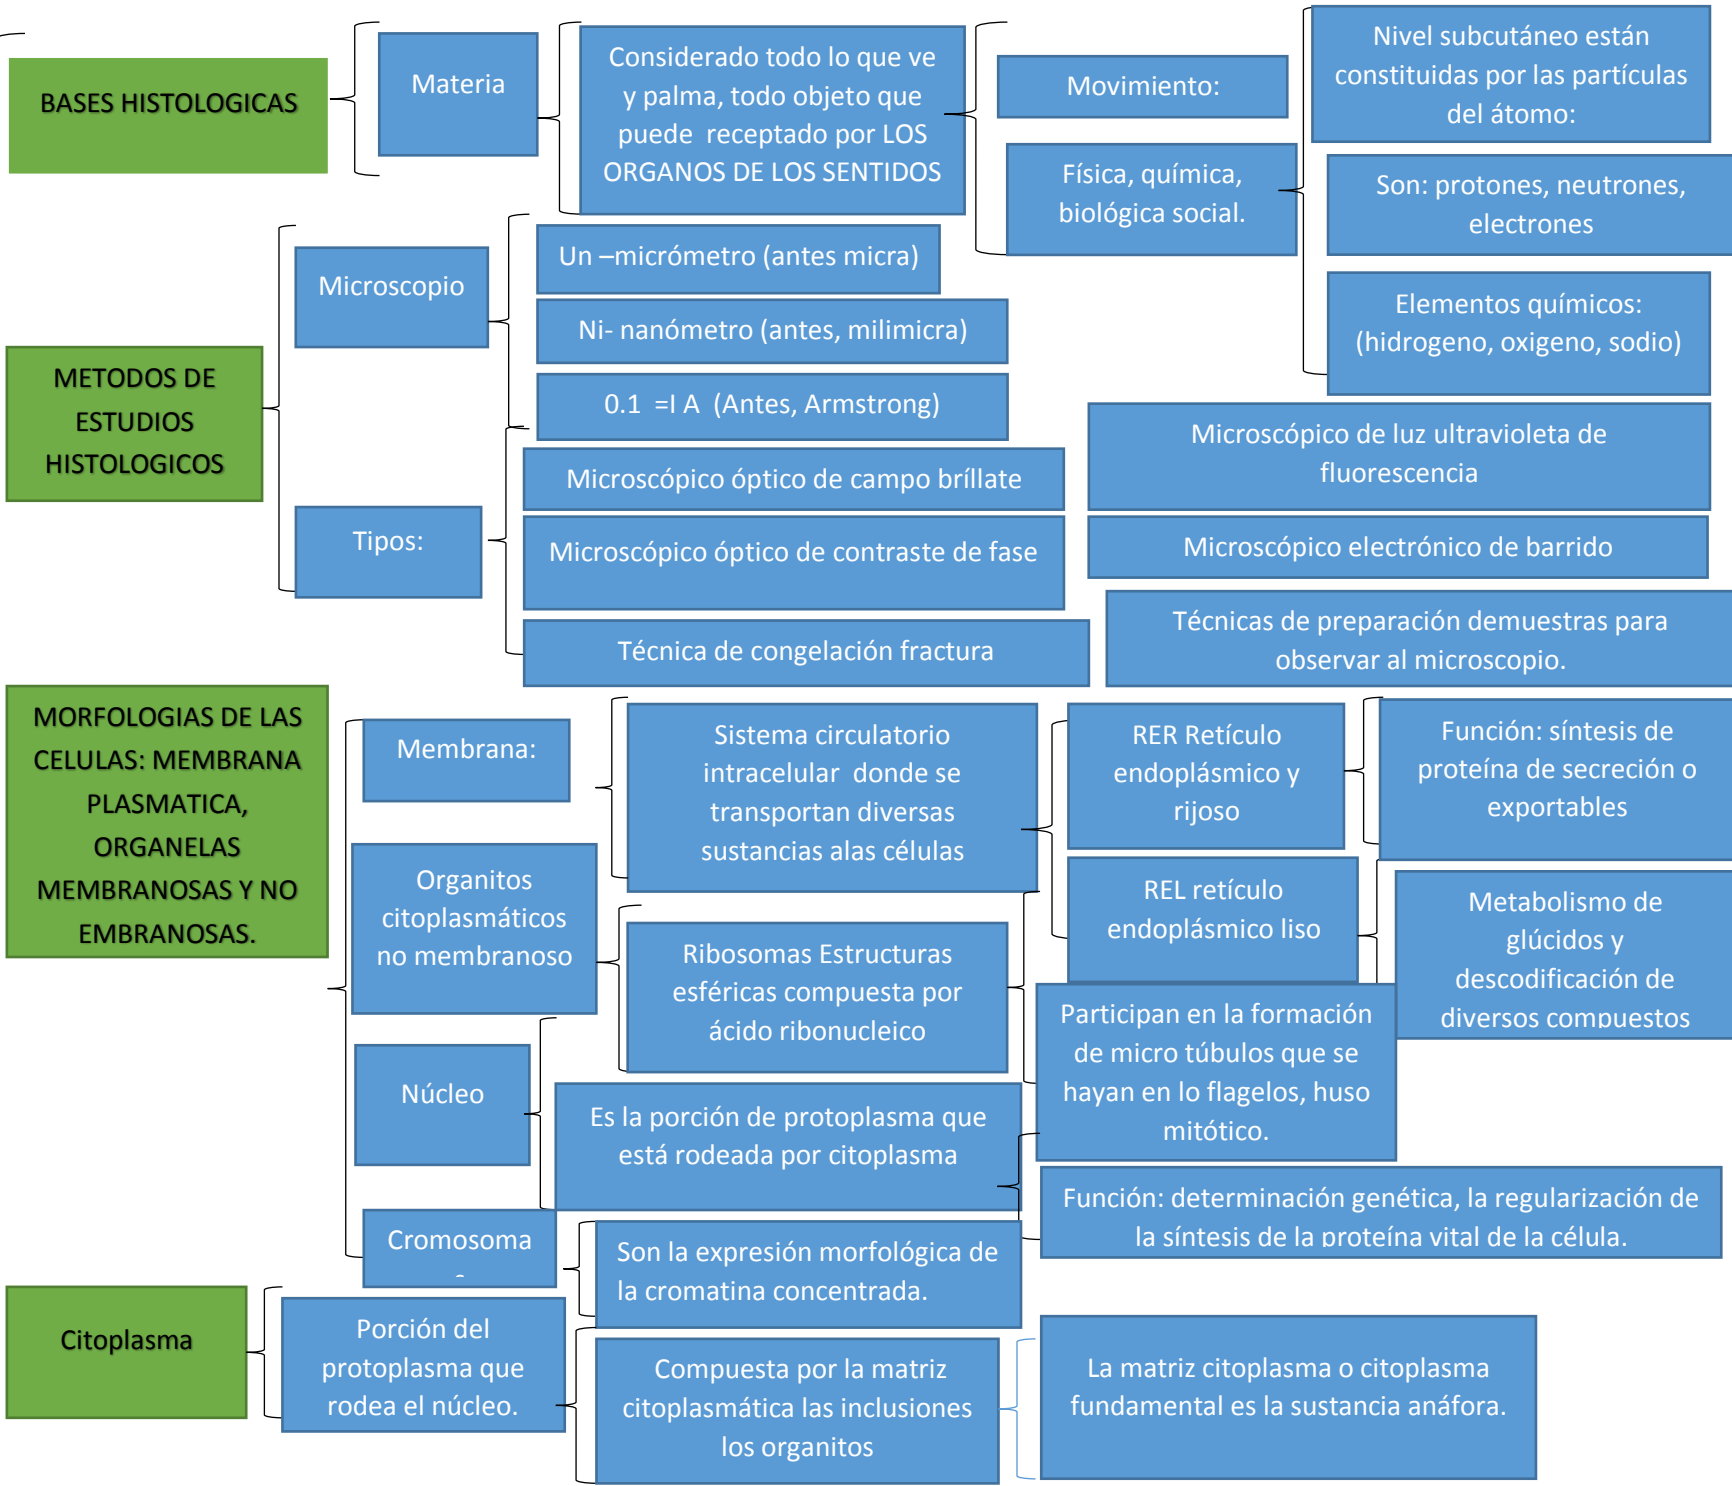 BASES HISTOLOGICAS
Materia
Considerado todo lo que ve
y palma, todo objeto que
puede receptado por LOS
ORGANOS DE LOS SENTIDOS
Movimiento:
Física, química,
biológica social.
Nivel subcutáneo están
constituidas por las partículas
del átomo:
Son: protones, neutrones,
electrones
Elementos químicos:
(hidrogeno, oxigeno, sodio)
METODOS DE
ESTUDIOS
HISTOLOGICOS
Microscopio
Un –micrómetro (antes micra)
Ni- nanómetro (antes, milimicra)
0.1 =I A (Antes, Armstrong)
Tipos:
Microscópico óptico de campo bríllate
Microscópico óptico de contraste de fase
Técnica de congelación fractura
Microscópico de luz ultravioleta de
fluorescencia
Microscópico electrónico de barrido
Técnicas de preparación demuestras para
observar al microscopio.
MORFOLOGIAS DE LAS
CELULAS: MEMBRANA
PLASMATICA,
ORGANELAS
MEMBRANOSAS Y NO
EMBRANOSAS.
Membrana:
Sistema circulatorio
intracelular donde se
transportan diversas
sustancias alas células
RER Retículo
endoplásmico y
rijoso
Función: síntesis de
proteína de secreción o
exportables
REL retículo
endoplásmico liso
Metabolismo de
glúcidos y
descodificación de
diversos compuestos
Organitos
citoplasmáticos
no membranoso
Ribosomas Estructuras
esféricas compuesta por
ácido ribonucleico
Participan en la formación
de micro túbulos que se
hayan en lo flagelos, huso
mitótico.
Núcleo
Es la porción de protoplasma que
está rodeada por citoplasma
Función: determinación genética, la regularización de
la síntesis de la proteína vital de la célula.
Cromosoma
Son la expresión morfológica de
la cromatina concentrada.
Citoplasma
Porción del
protoplasma que
rodea el núcleo.
Compuesta por la matriz
citoplasmática las inclusiones
los organitos
La matriz citoplasma o citoplasma
fundamental es la sustancia anáfora.